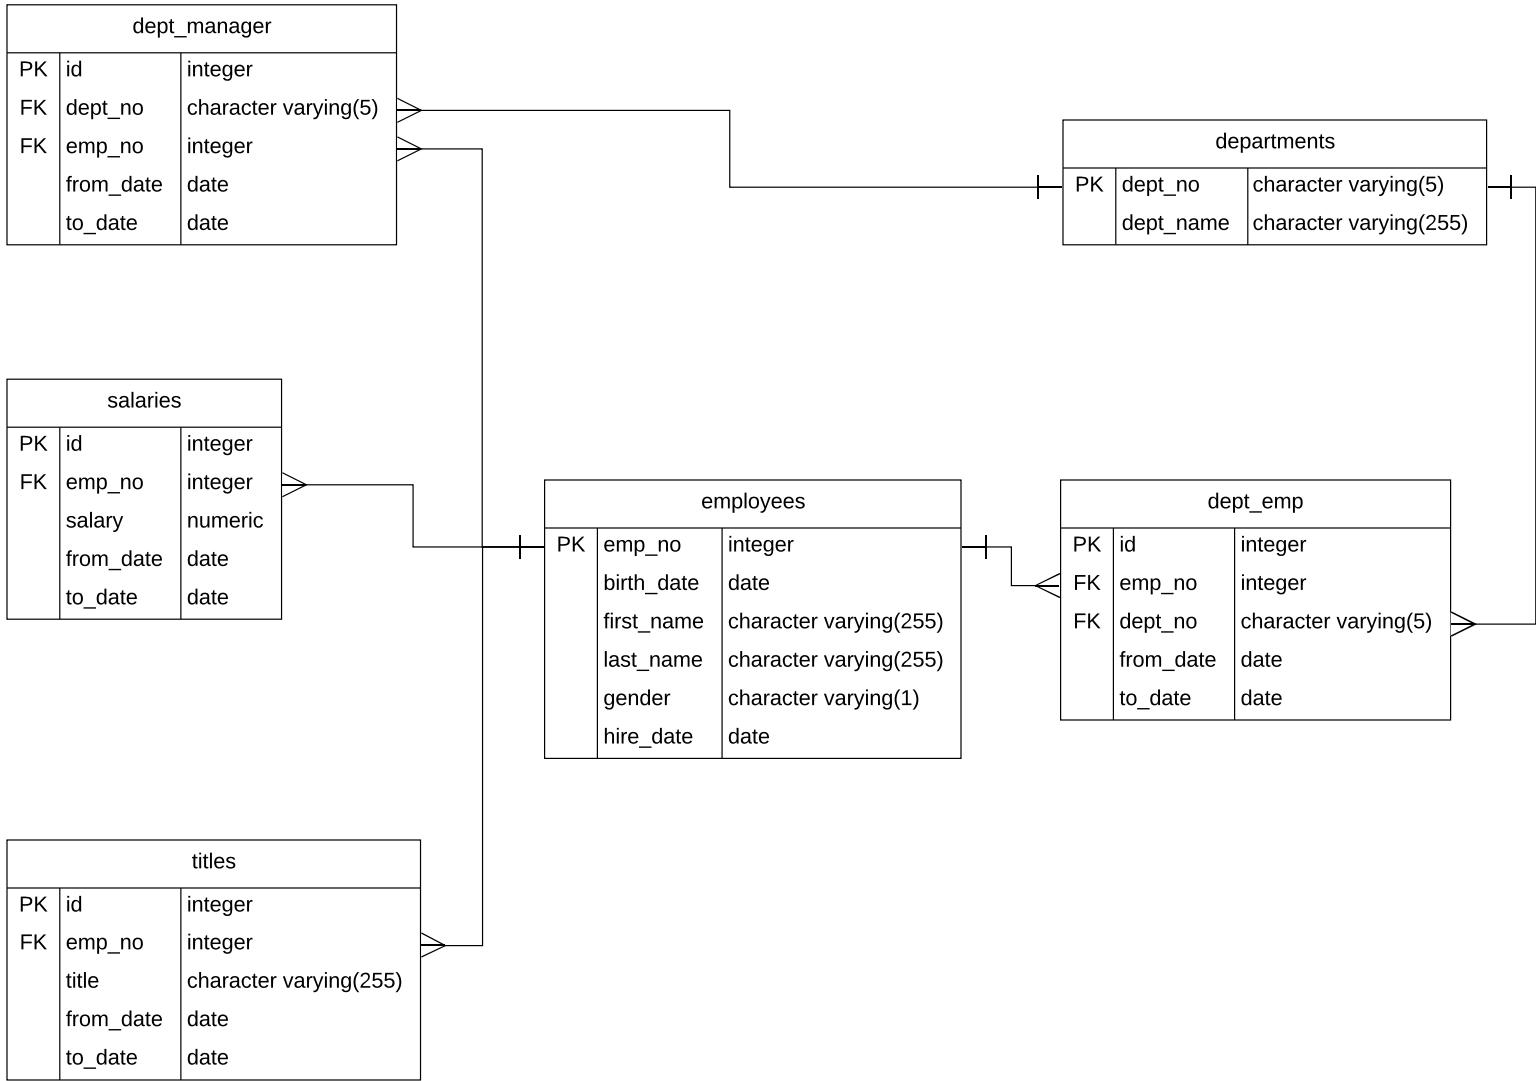 dept_manager
PK id integer
FK dept_no character varying(5)
FK emp_no integer
from_date date
to_date date
departments
PK dept_no character varying(5)
dept_name character varying(255)
salaries
PK id integer
FK emp_no integer
salary numeric
from_date date
to_date date
employees
PK emp_no integer
birth_date date
first_name character varying(255)
last_name character varying(255)
gender character varying(1)
hire_date date
dept_emp
PK id integer
FK emp_no integer
FK dept_no character varying(5)
from_date date
to_date date
titles
PK id integer
FK emp_no integer
title character varying(255)
from_date date
to_date date